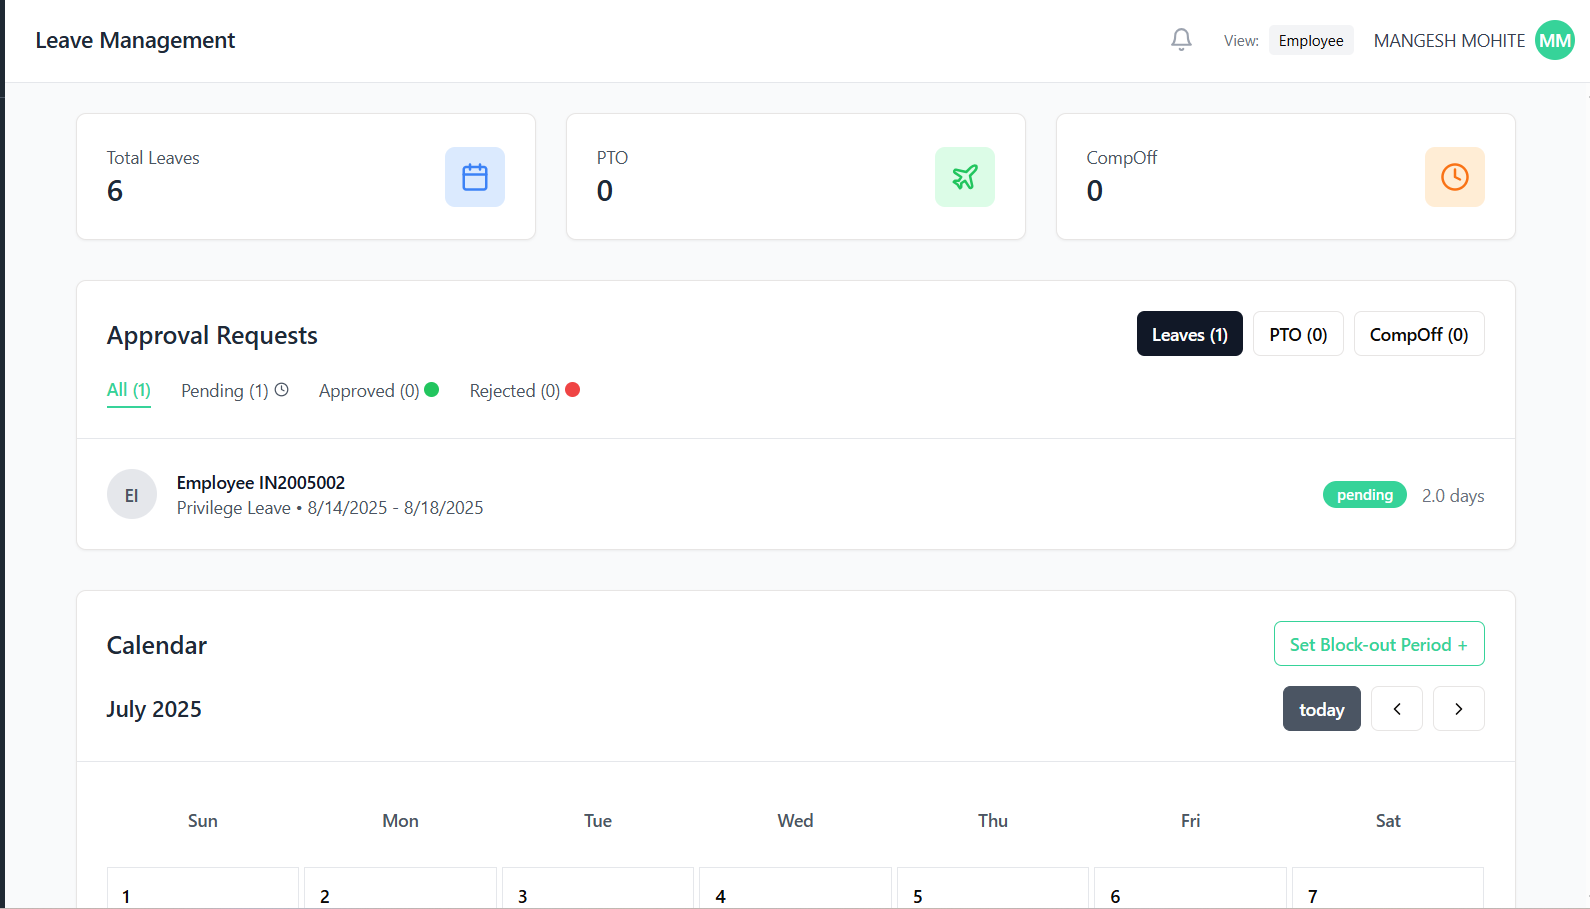 Leave Management
View: Employee MANGESH MOHITE MM
Total Leaves
6
PTO
0
CompOff
0
Approval Requests
Leaves (1) PTO (0) CompOff (0)
All (1) Pending (1) Approved (0) Rejected (0)
EI
Employee IN2005002
Privilege Leave • 8/14/2025 - 8/18/2025
pending 2.0 days
Calendar
Set Block-out Period +
July 2025
today
Sun Mon Tue Wed Thu Fri Sat
1 2 3 4 5 6 7